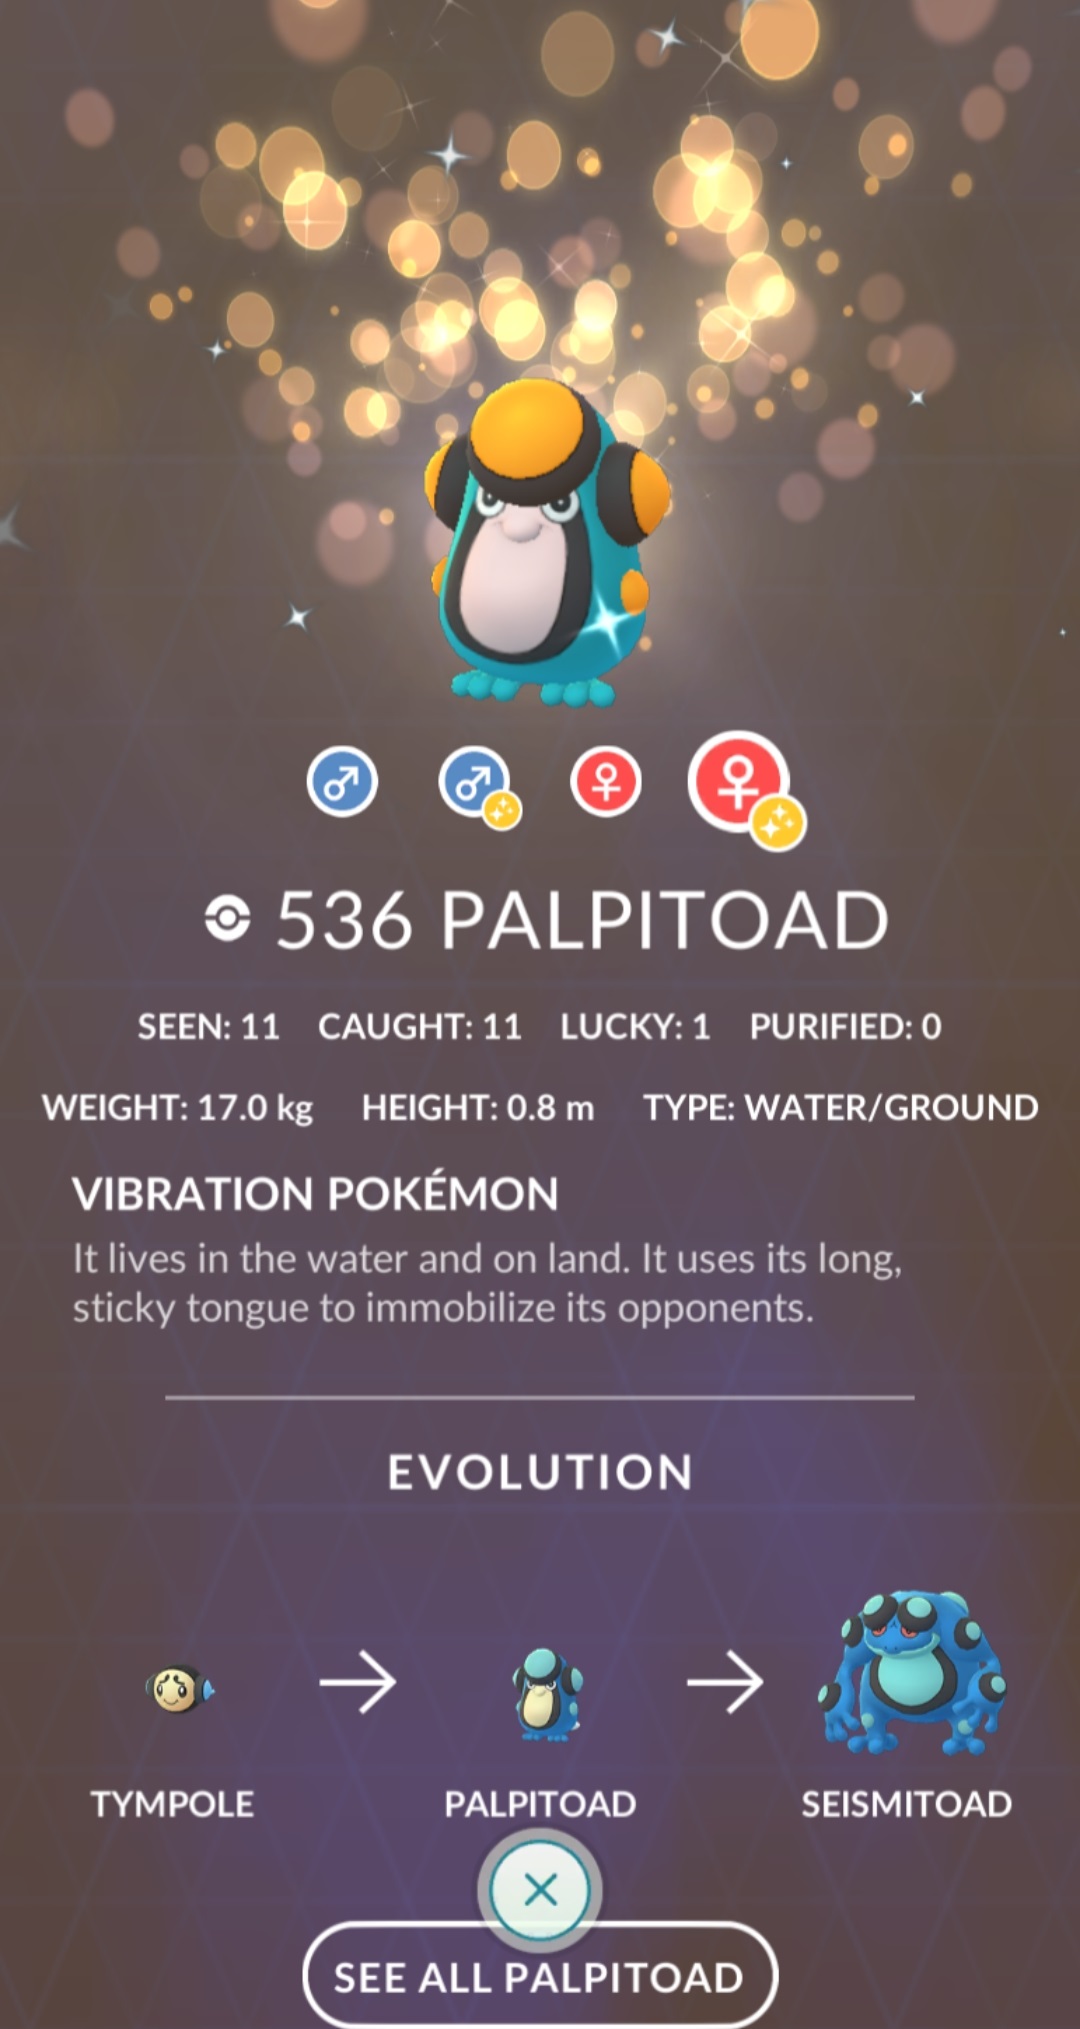 536 PALPITOAD
SEEN: 11 CAUGHT: 11 LUCKY: 1 PURIFIED: 0
WEIGHT: 17.0 kg HEIGHT: 0.8 m TYPE: WATER/GROUND
VIBRATION POKÉMON
It lives in the water and on land. It uses its long,
sticky tongue to immobilize its opponents.
EVOLUTION
TYMPOLE PALPITOAD SEISMITOAD
SEE ALL PALPITOAD